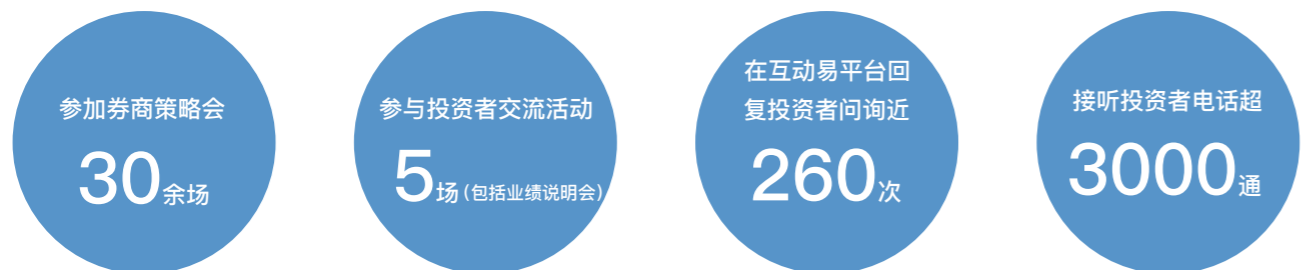 参加券商策略会
30余场
参与投资者交流活动
5场(包括业绩说明会)
在互动易平台回
复投资者问询近
260次
接听投资者电话超
3000通